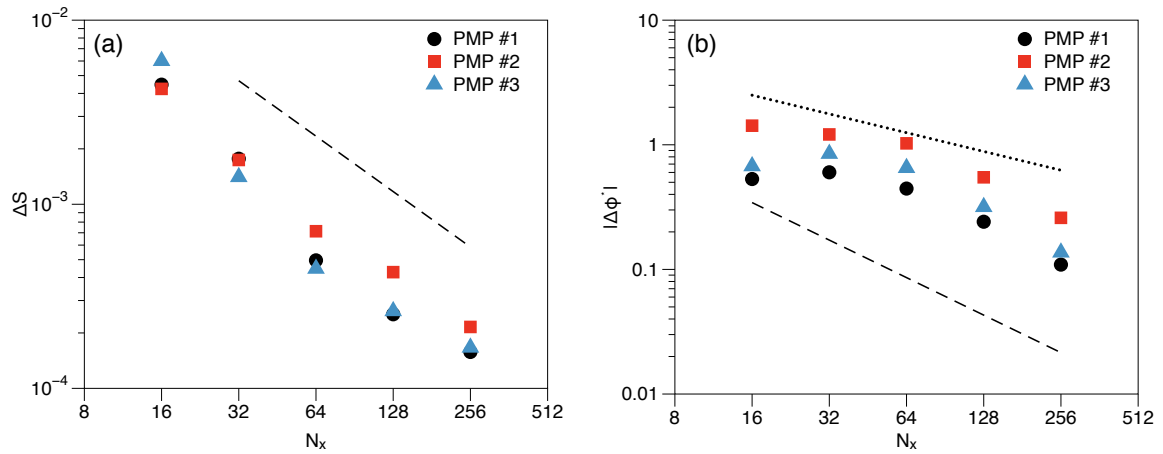 (a)
PMP #1
PMP #2
PMP #3
10⁻²
10⁻³
10⁻⁴
ΔS
8 16 32 64 128 256 512
Nₓ
(b)
PMP #1
PMP #2
PMP #3
10
1
0.1
0.01
|Δϕ˙|
8 16 32 64 128 256 512
Nₓ